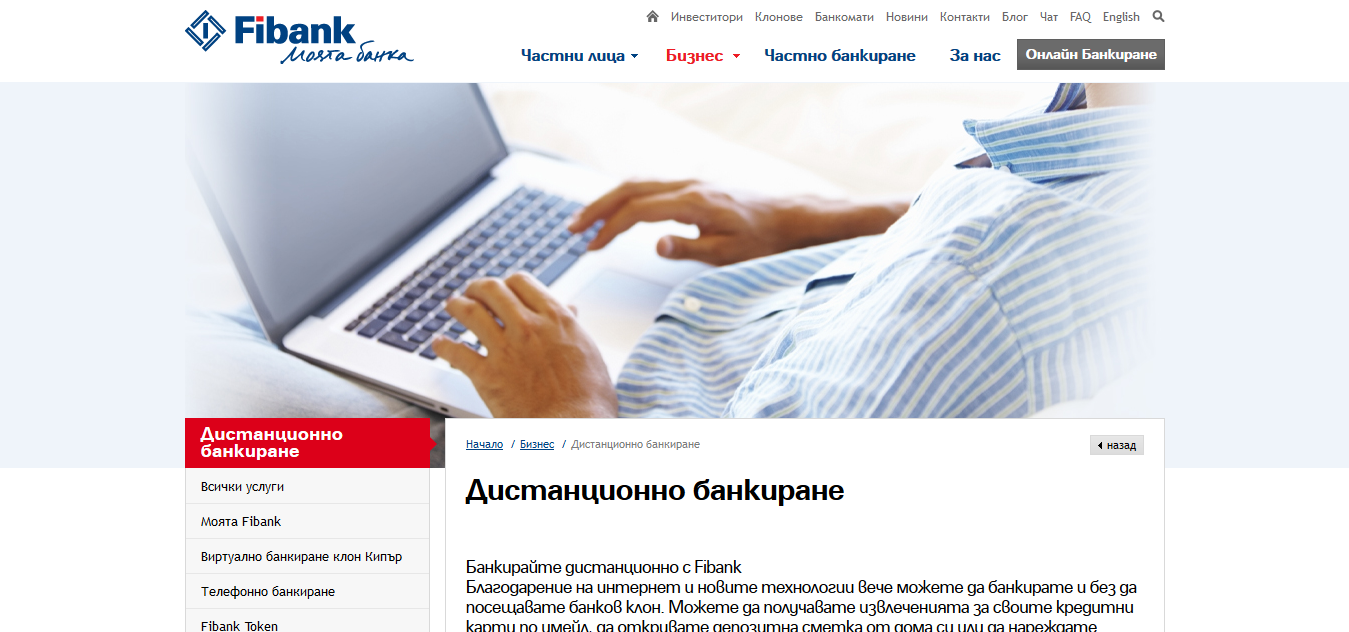 Fibank
Моята банка
Инвеститори Клонове Банкомати Новини Контакти Блог Чат FAQ English
Частни лица Бизнес Частно банкиране За нас Онлайн Банкиране
Дистанционно
банкиране
Всички услуги
Моята Fibank
Виртуално банкиране клон Кипър
Телефонно банкиране
Fibank Token
Начало / Бизнес / Дистанционно банкиране
назад
Дистанционно банкиране
Банкирайте дистанционно с Fibank
Благодарение на интернет и новите технологии вече можете да банкирате и без да
посещавате банков клон. Можете да получавате извлеченията за своите кредитни
карти по имейл, да откривате депозитна сметка от дома си или да нареждате